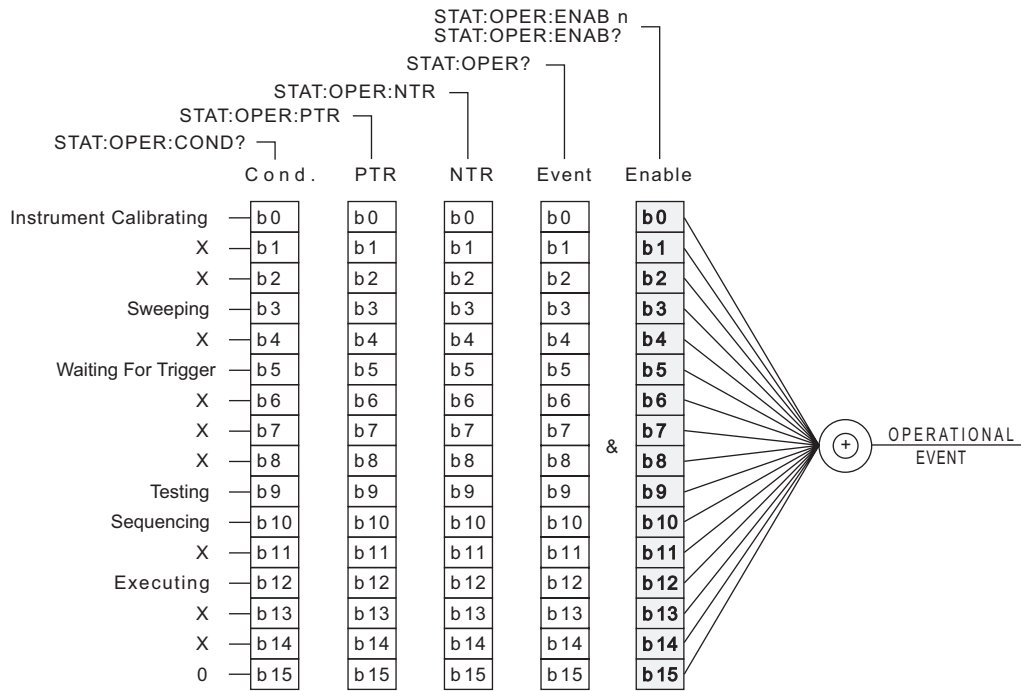 STAT:OPER:ENAB n
STAT:OPER:ENAB?
STAT:OPER?
STAT:OPER:NTR
STAT:OPER:PTR
STAT:OPER:COND?
Cond. PTR NTR Event Enable
Instrument Calibrating b0 b0 b0 b0 b0
X b1 b1 b1 b1 b1
X b2 b2 b2 b2 b2
Sweeping b3 b3 b3 b3 b3
X b4 b4 b4 b4 b4
Waiting For Trigger b5 b5 b5 b5 b5
X b6 b6 b6 b6 b6
X b7 b7 b7 b7 b7
&
X b8 b8 b8 b8 b8
Testing b9 b9 b9 b9 b9
Sequencing b10 b10 b10 b10 b10
X b11 b11 b11 b11 b11
Executing b12 b12 b12 b12 b12
X b13 b13 b13 b13 b13
X b14 b14 b14 b14 b14
0 b15 b15 b15 b15 b15
+
OPERATIONAL
EVENT